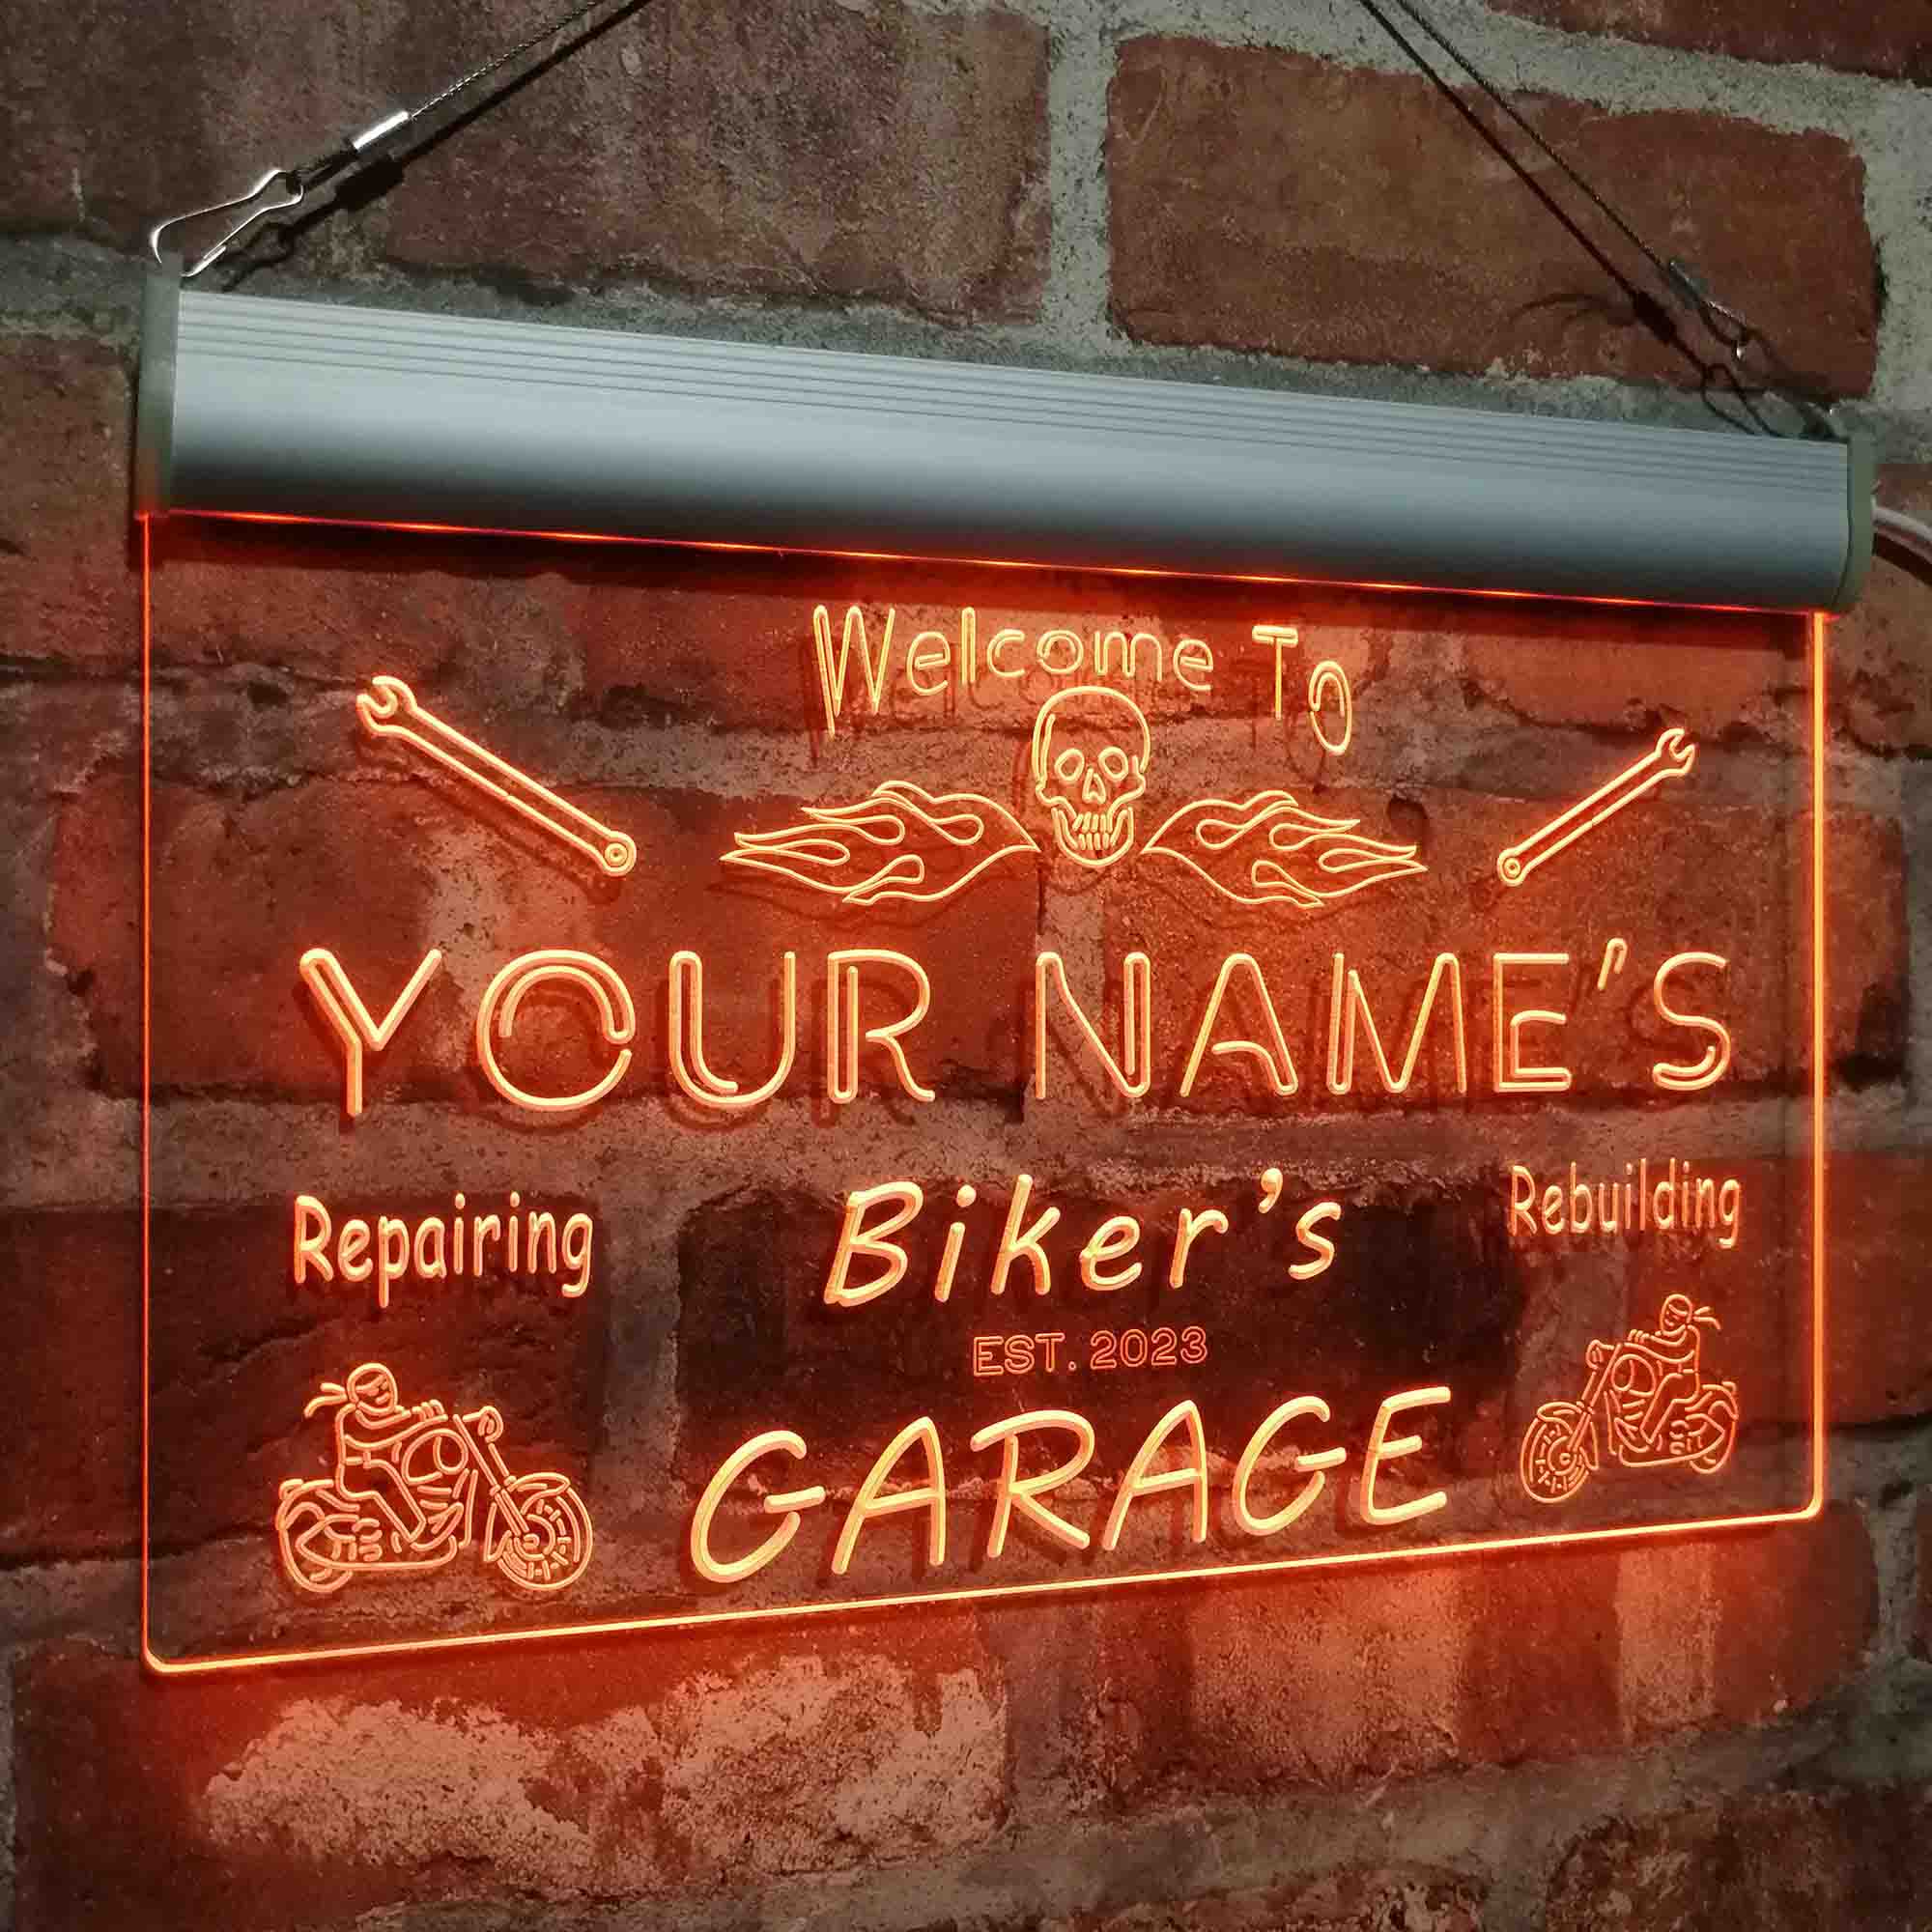 Welcome To
YOUR NAME'S
Repairing
Biker's
Rebuilding
EST. 2023
GARAGE